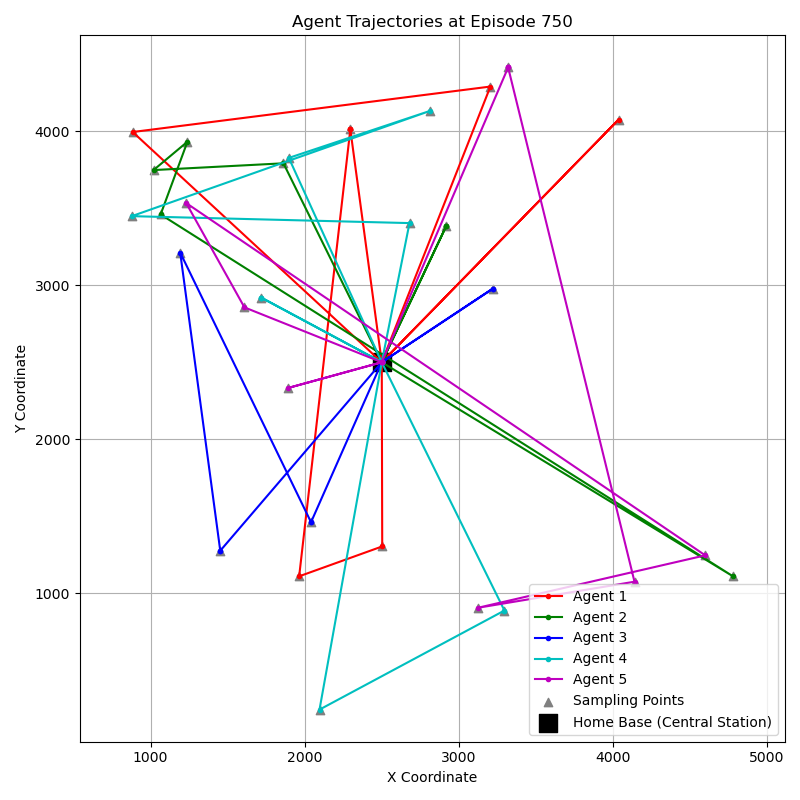 Agent Trajectories at Episode 750
Y Coordinate
4000
3000
2000
1000
1000
2000
3000
4000
5000
X Coordinate
Agent 1
Agent 2
Agent 3
Agent 4
Agent 5
Sampling Points
Home Base (Central Station)